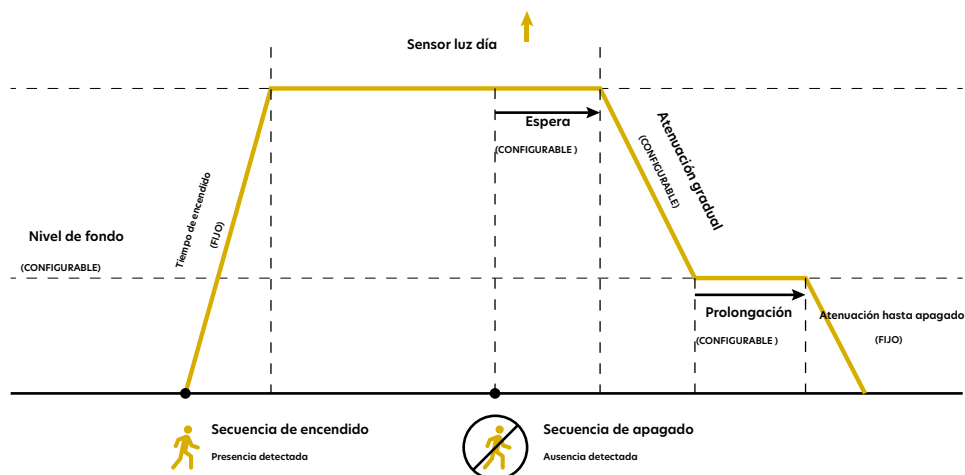 Sensor luz día
Espera
(CONFIGURABLE )
Atenuación gradual
(CONFIGURABLE)
Tiempo de encendido
(FIJO)
Nivel de fondo
(CONFIGURABLE)
Prolongación
(CONFIGURABLE )
Atenuación hasta apagado
(FIJO)
Secuencia de encendido
Presencia detectada
Secuencia de apagado
Ausencia detectada